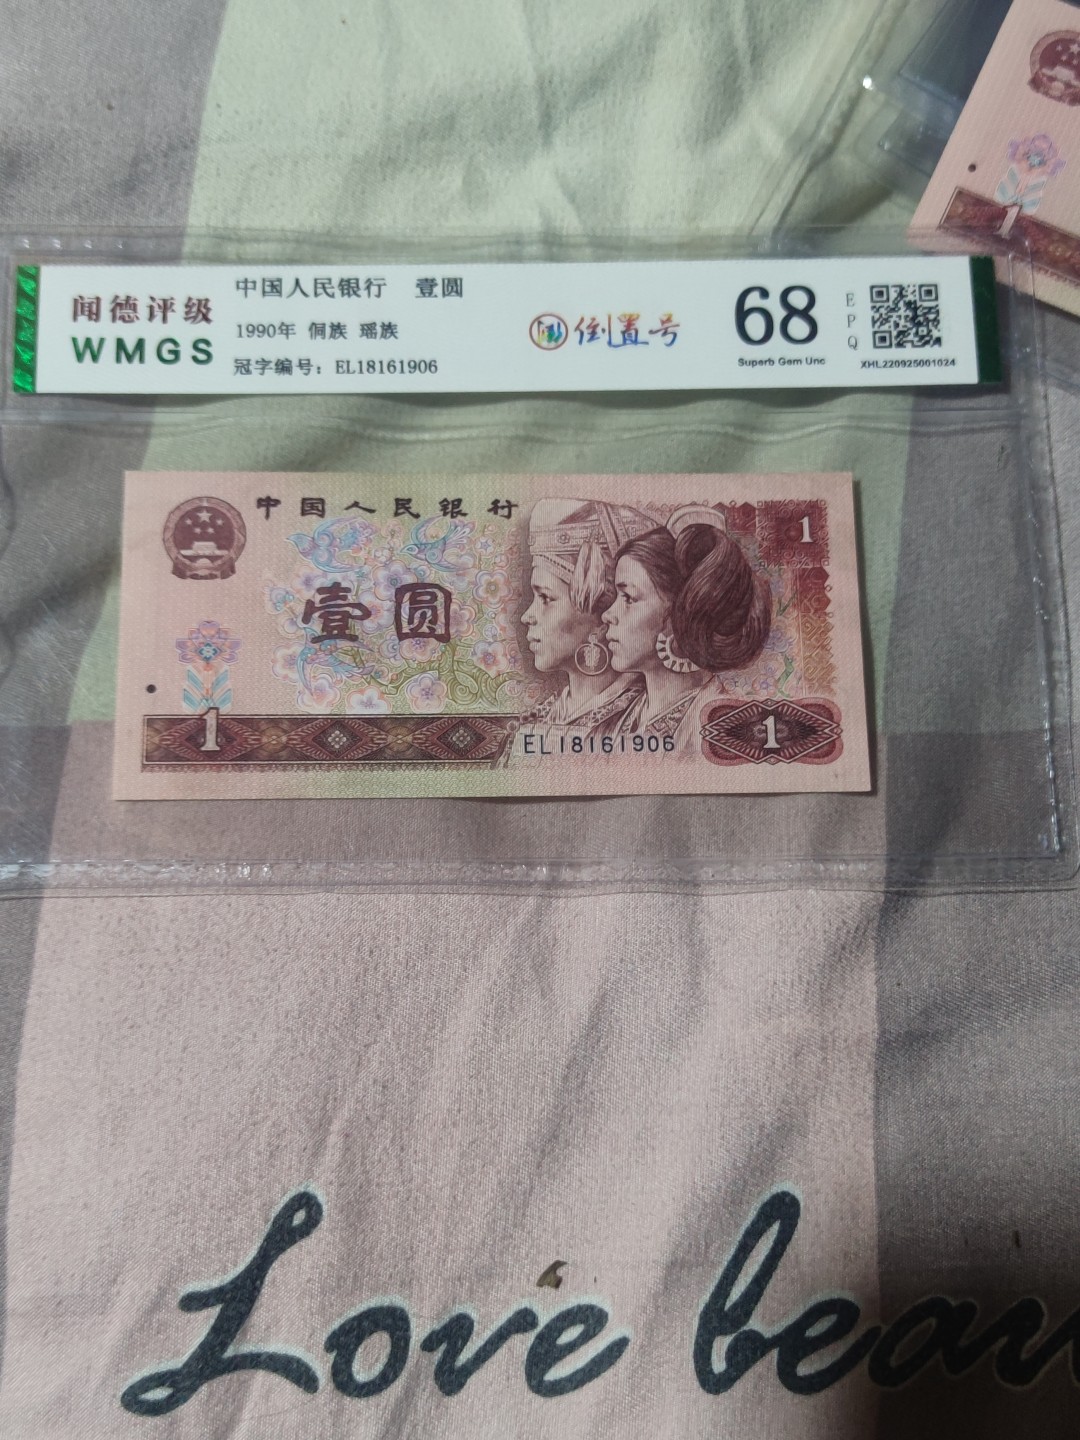 闻德评级
WMGS
中国人民银行 壹圆
1990年 侗族 瑶族
冠字编号：EL18161906
倒置号
68
EPQ
Superb Gem Unc
XHL220925001024
中国人民银行
1
壹圆
1
EL18161906
1
1
Love beau